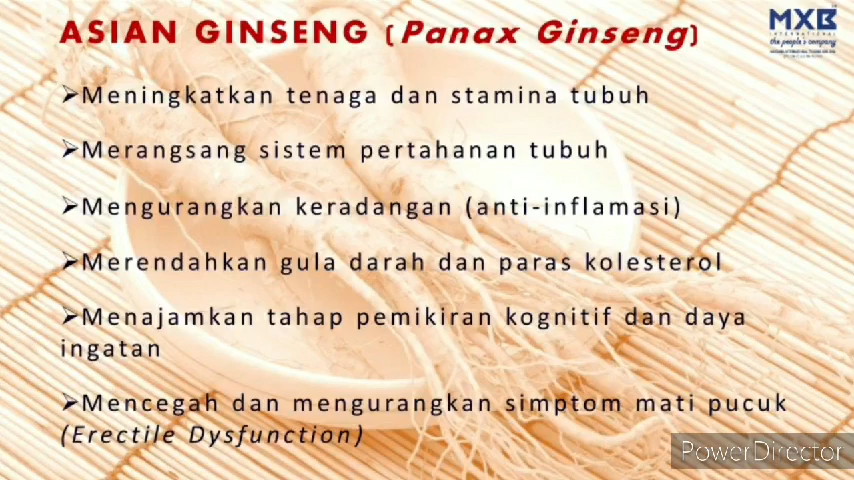 ASIAN GINSENG (Panax Ginseng)
MXB
INTERNATIONAL
the people's company
➢Meningkatkan tenaga dan stamina tubuh
➢Merangsang sistem pertahanan tubuh
➢Mengurangkan keradangan (anti-inflamasi)
➢Merendahkan gula darah dan paras kolesterol
➢Menajamkan tahap pemikiran kognitif dan daya
ingatan
➢Mencegah dan mengurangkan simptom mati pucuk
(Erectile Dysfunction)
PowerDirector